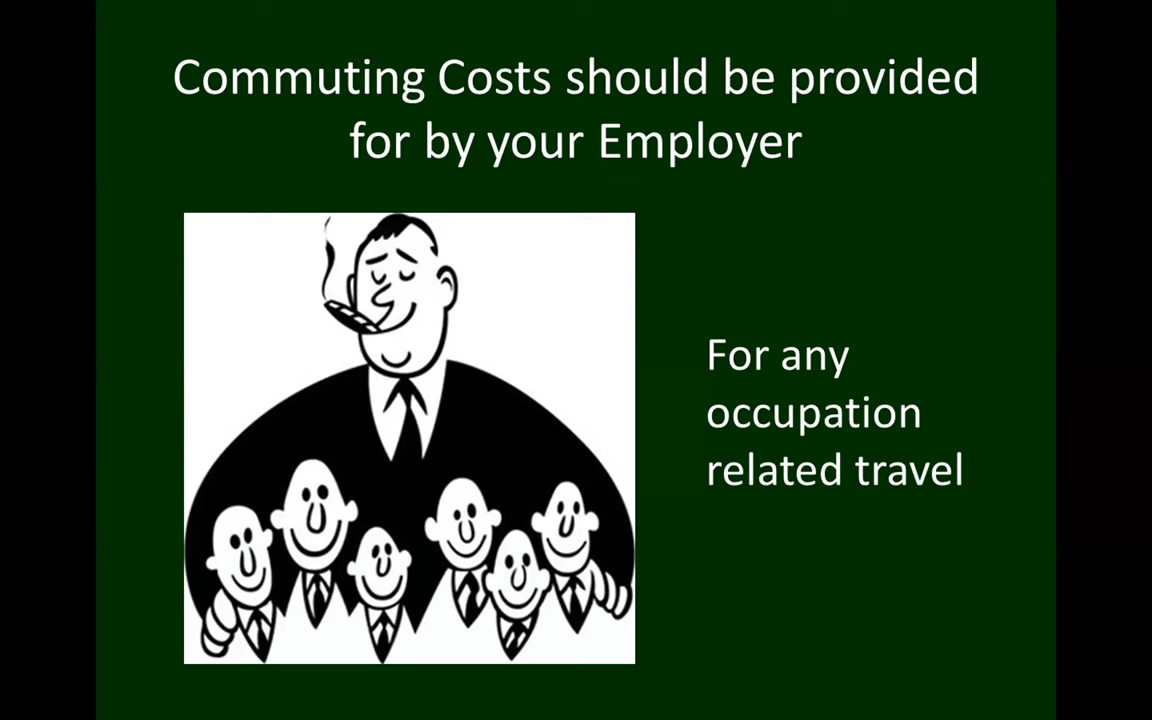 Commuting Costs should be provided
for by your Employer
For any
occupation
related travel